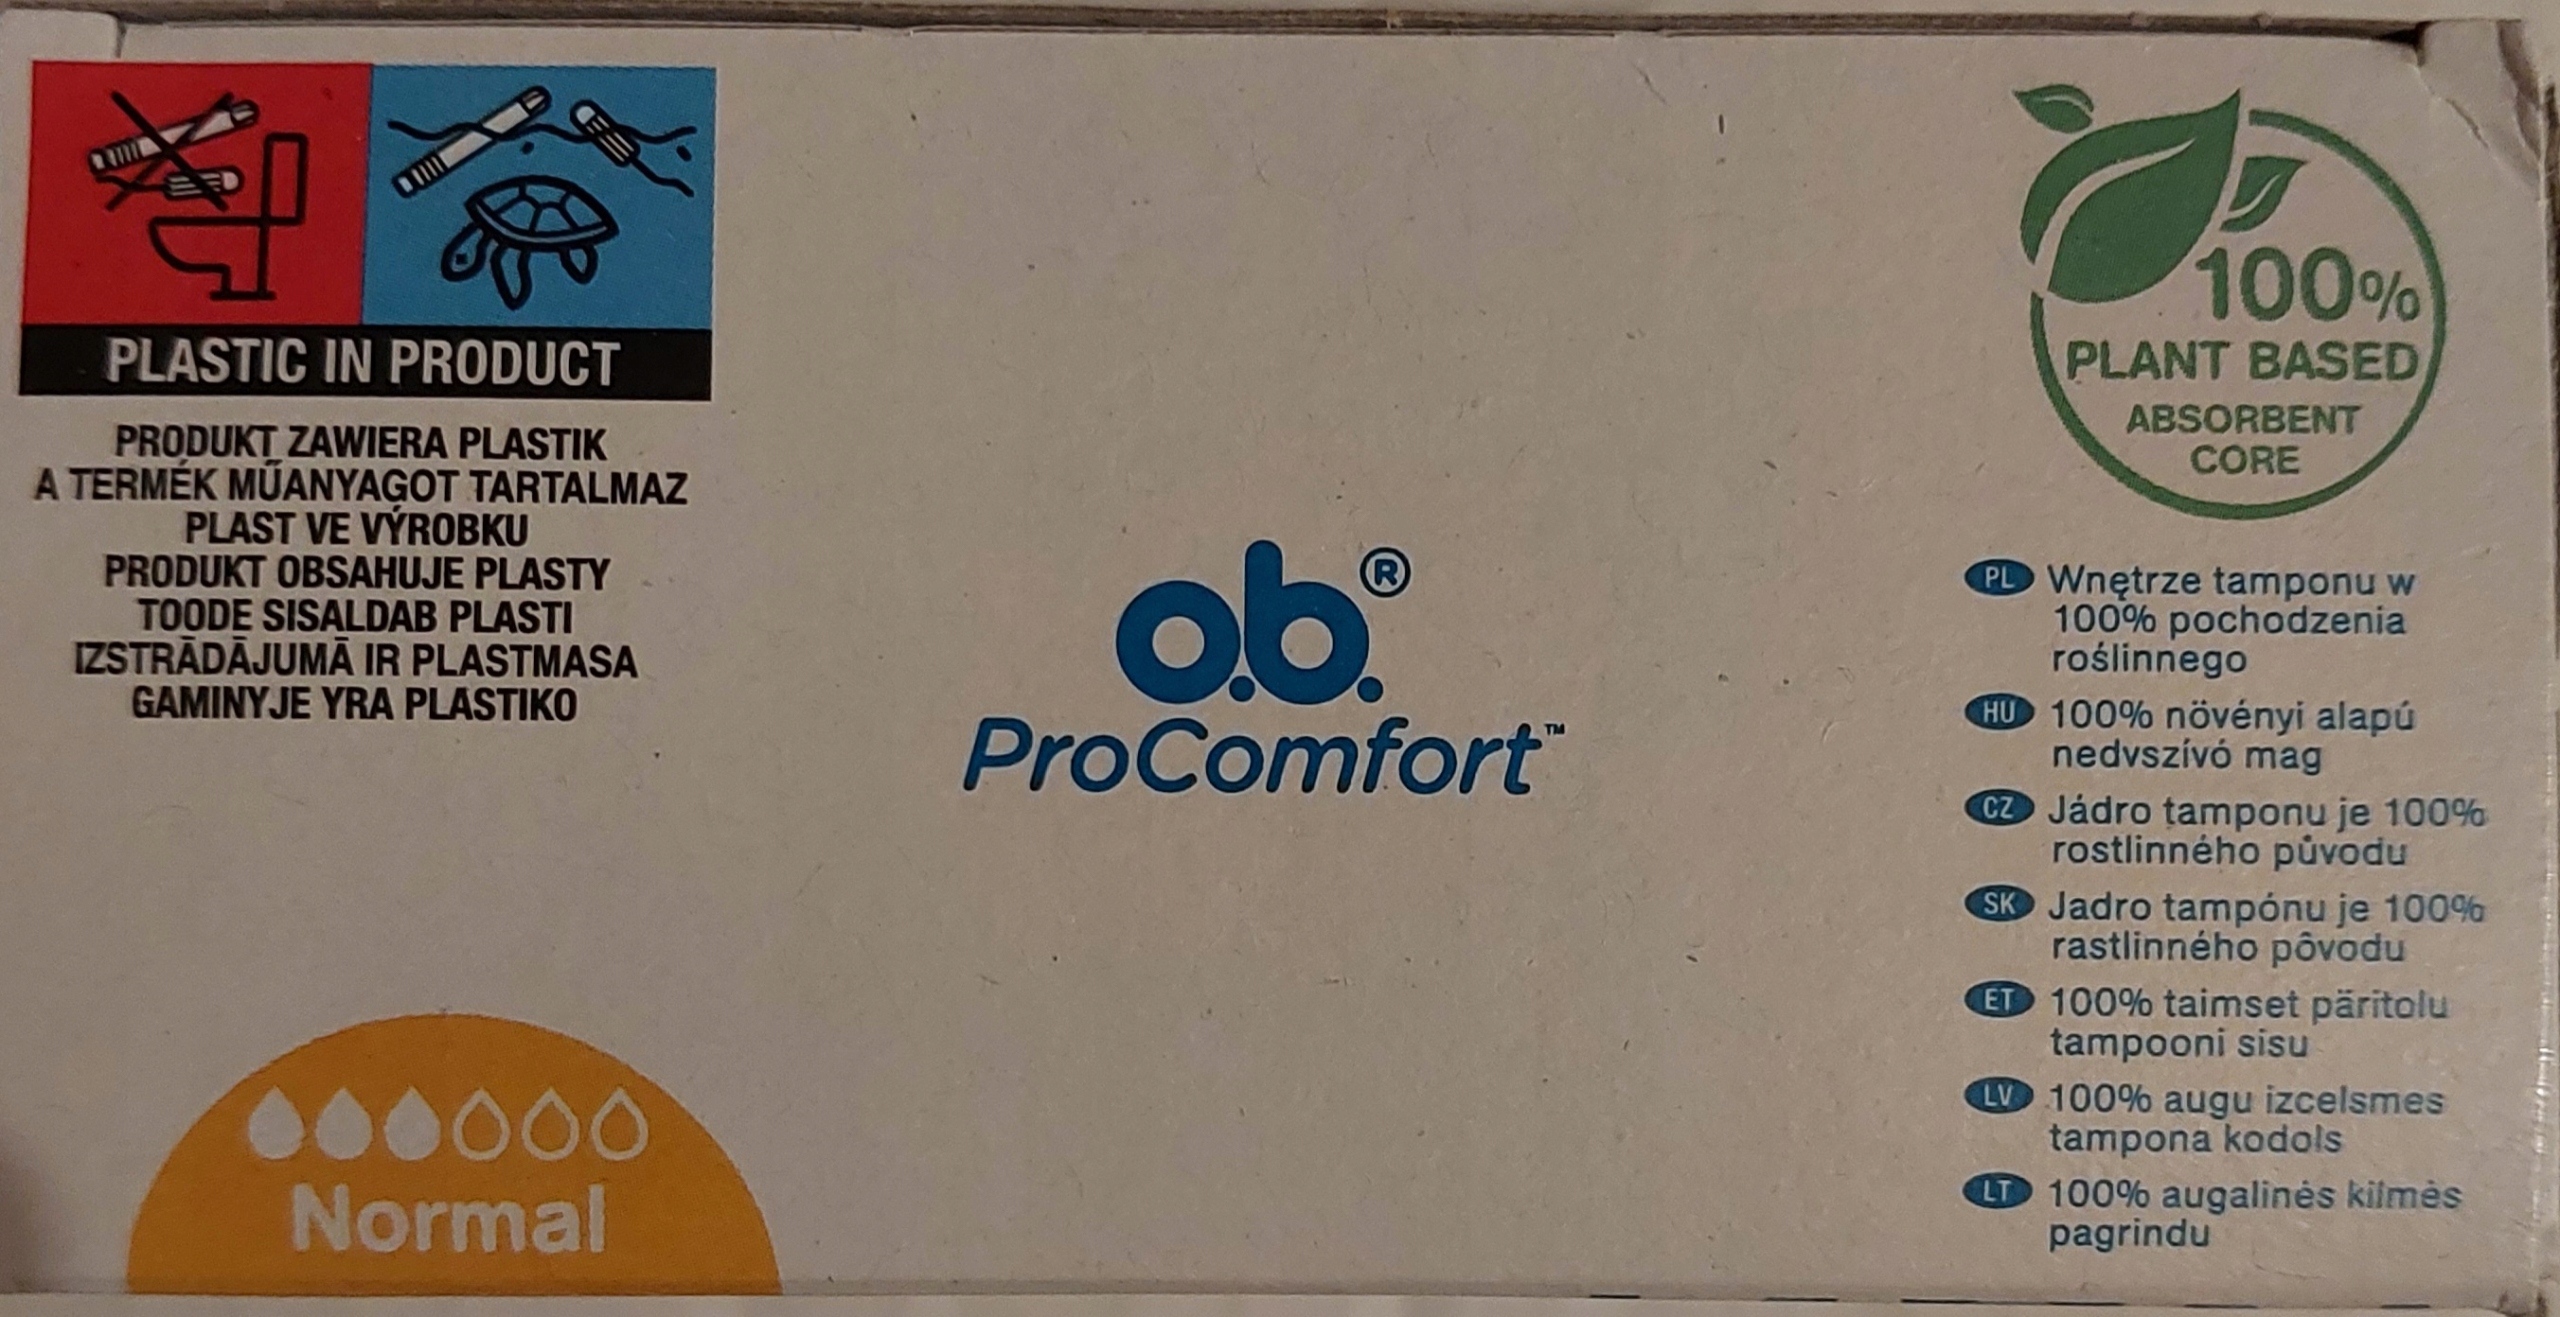 PLASTIC IN PRODUCT
PRODUKT ZAWIERA PLASTIK
A TERMÉK MŰANYAGOT TARTALMAZ
PLAST VE VÝROBKU
PRODUKT OBSAHUJE PLASTY
TOODE SISALDAB PLASTI
IZSTRĀDĀJUMĀ IR PLASTMASA
GAMINYJE YRA PLASTIKO
Normal
o.b.®
ProComfort™
100%
PLANT BASED
ABSORBENT
CORE
PL Wnętrze tamponu w
100% pochodzenia
roślinnego
HU 100% növényi alapú
nedvszívó mag
CZ Jádro tamponu je 100%
rostlinného původu
SK Jadro tampónu je 100%
rastlinného pôvodu
ET 100% taimset päritolu
tampooni sisu
LV 100% augu izcelsmes
tampona kodols
LT 100% augalinės kilmės
pagrindu